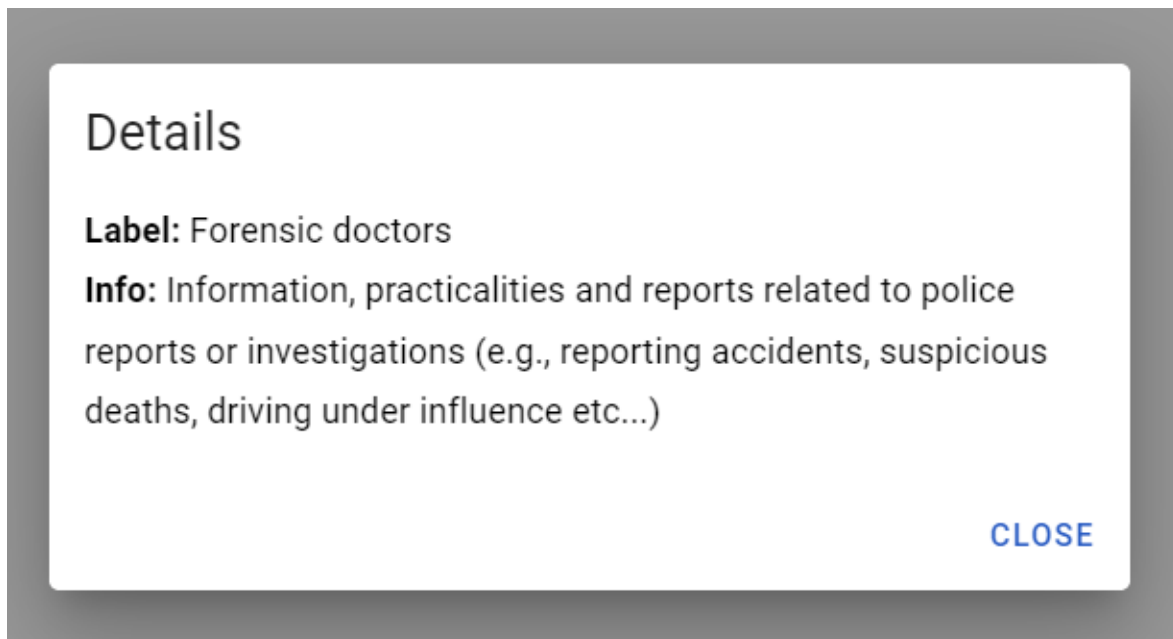 Details
Label: Forensic doctors
Info: Information, practicalities and reports related to police
reports or investigations (e.g., reporting accidents, suspicious
deaths, driving under influence etc...)
CLOSE